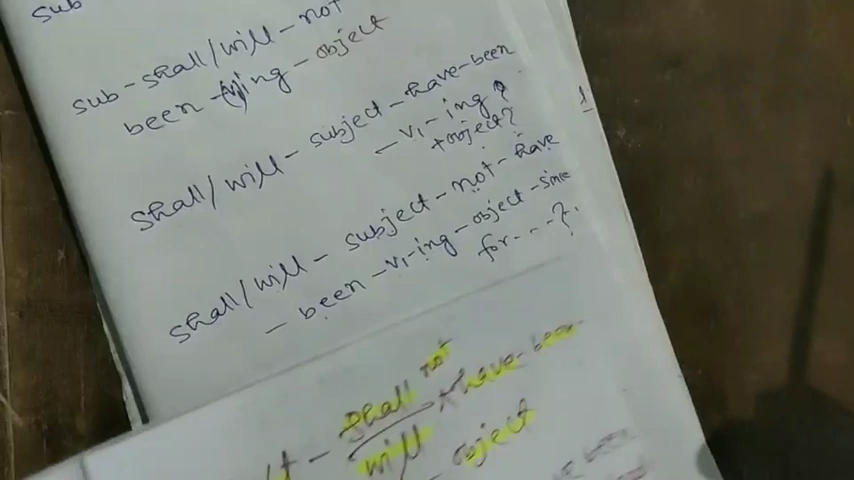 sub
sub - shall/will - not
been - v1ing - object
shall/will - subject - have - been
- v1 - ing
+object?
shall/will - subject - not - have
- been - v1-ing - object - since
for - - - ?
shall not
will + have - been
- object